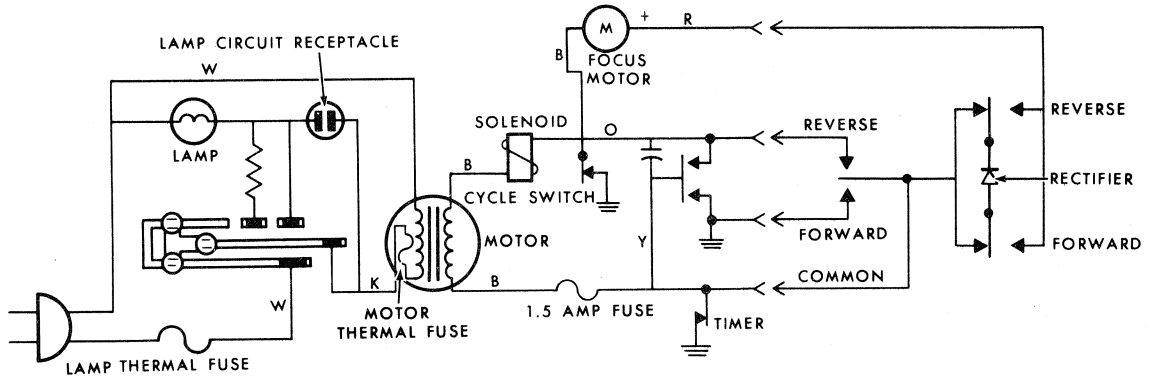 +
R
M
B
FOCUS
MOTOR
LAMP CIRCUIT RECEPTACLE
W
LAMP
SOLENOID
O
REVERSE
REVERSE
B
CYCLE SWITCH
RECTIFIER
Y
MOTOR
FORWARD
FORWARD
K
B
COMMON
W
MOTOR
THERMAL FUSE
1.5 AMP FUSE
TIMER
LAMP THERMAL FUSE